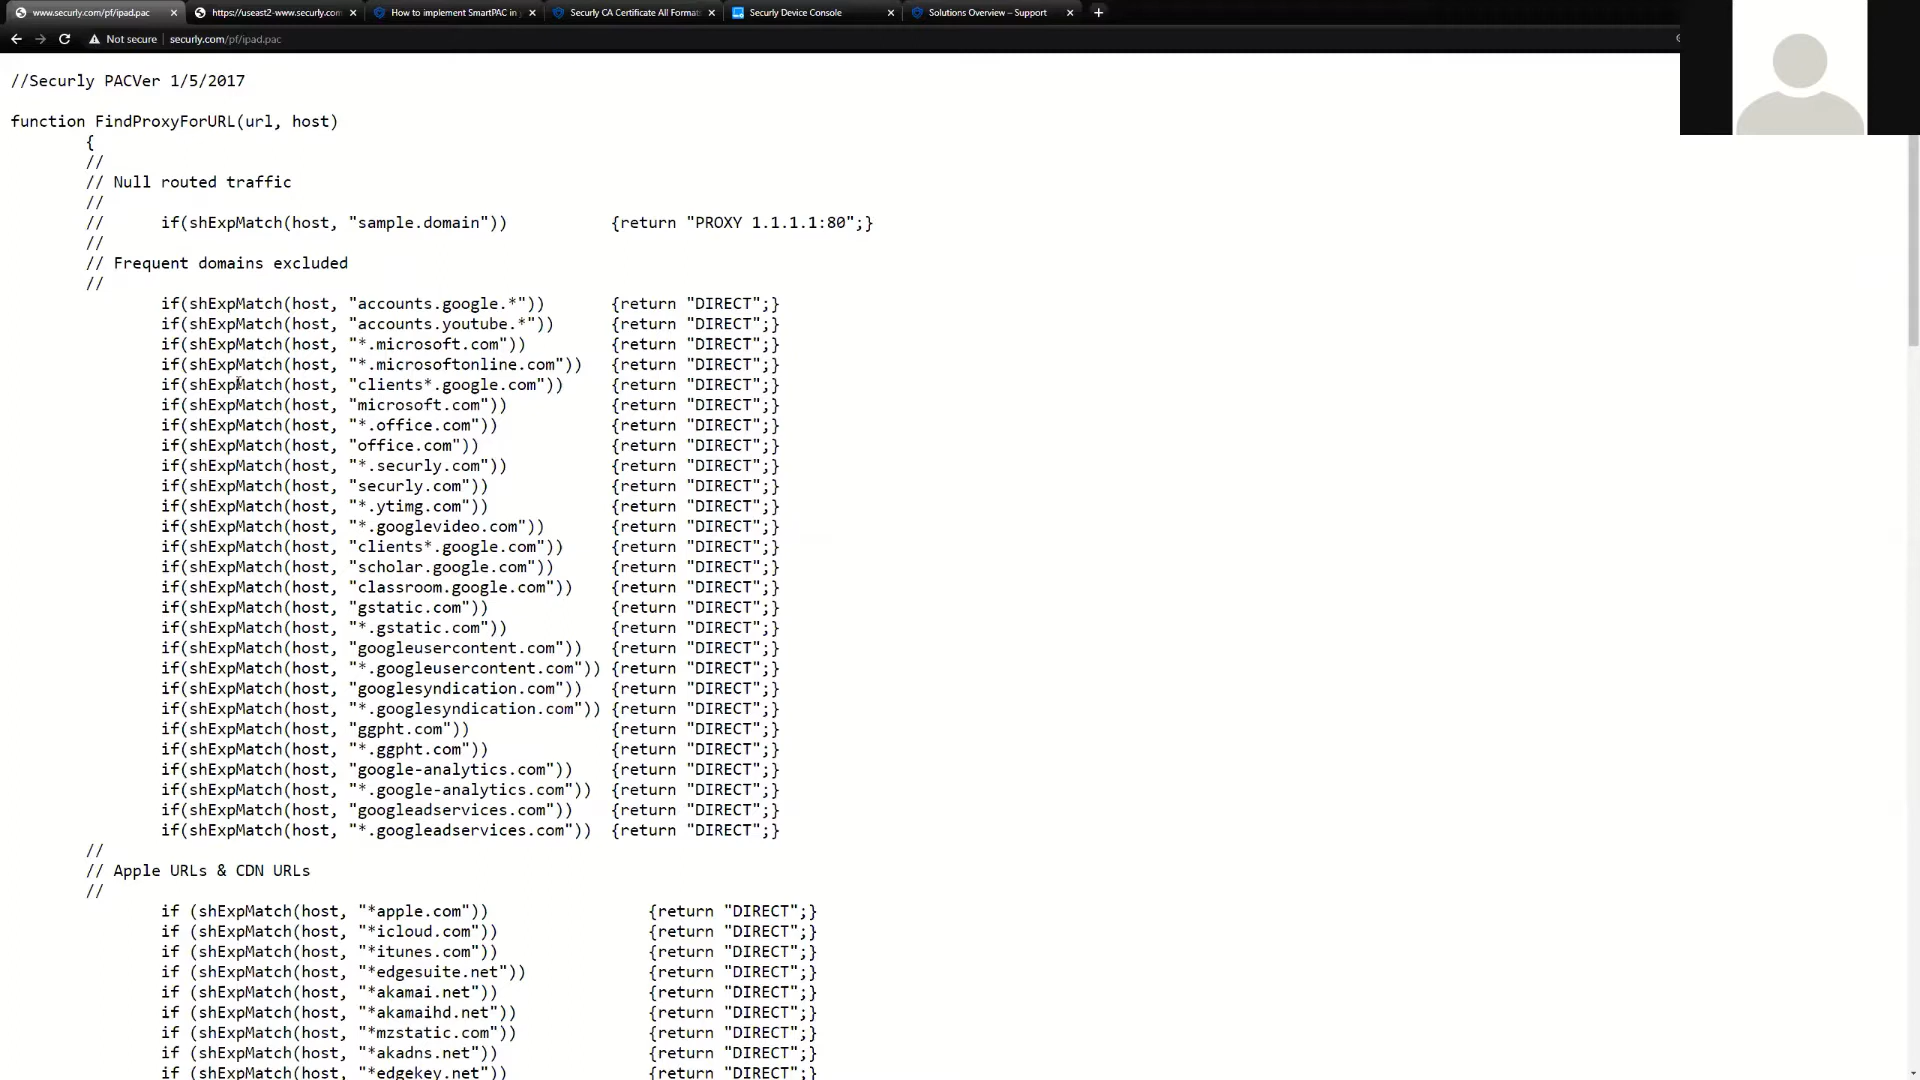 www.securly.com/pf/ipad.pac
https://useast2-www.securly.com
How to implement SmartPAC in
Securly CA Certificate All Format
Securly Device Console
Solutions Overview – Support
Not secure
securly.com/pf/ipad.pac
//Securly PACVer 1/5/2017
function FindProxyForURL(url, host)
{
//
// Null routed traffic
//
// if(shExpMatch(host, "sample.domain")) {return "PROXY 1.1.1.1:80";}
//
// Frequent domains excluded
//
if(shExpMatch(host, "accounts.google.*")) {return "DIRECT";}
if(shExpMatch(host, "accounts.youtube.*")) {return "DIRECT";}
if(shExpMatch(host, "*.microsoft.com")) {return "DIRECT";}
if(shExpMatch(host, "*.microsoftonline.com")) {return "DIRECT";}
if(shExpMatch(host, "clients*.google.com")) {return "DIRECT";}
if(shExpMatch(host, "microsoft.com")) {return "DIRECT";}
if(shExpMatch(host, "*.office.com")) {return "DIRECT";}
if(shExpMatch(host, "office.com")) {return "DIRECT";}
if(shExpMatch(host, "*.securly.com")) {return "DIRECT";}
if(shExpMatch(host, "securly.com")) {return "DIRECT";}
if(shExpMatch(host, "*.ytimg.com")) {return "DIRECT";}
if(shExpMatch(host, "*.googlevideo.com")) {return "DIRECT";}
if(shExpMatch(host, "clients*.google.com")) {return "DIRECT";}
if(shExpMatch(host, "scholar.google.com")) {return "DIRECT";}
if(shExpMatch(host, "classroom.google.com")) {return "DIRECT";}
if(shExpMatch(host, "gstatic.com")) {return "DIRECT";}
if(shExpMatch(host, "*.gstatic.com")) {return "DIRECT";}
if(shExpMatch(host, "googleusercontent.com")) {return "DIRECT";}
if(shExpMatch(host, "*.googleusercontent.com")) {return "DIRECT";}
if(shExpMatch(host, "googlesyndication.com")) {return "DIRECT";}
if(shExpMatch(host, "*.googlesyndication.com")) {return "DIRECT";}
if(shExpMatch(host, "ggpht.com")) {return "DIRECT";}
if(shExpMatch(host, "*.ggpht.com")) {return "DIRECT";}
if(shExpMatch(host, "google-analytics.com")) {return "DIRECT";}
if(shExpMatch(host, "*.google-analytics.com")) {return "DIRECT";}
if(shExpMatch(host, "googleadservices.com")) {return "DIRECT";}
if(shExpMatch(host, "*.googleadservices.com")) {return "DIRECT";}
//
// Apple URLs & CDN URLs
//
if (shExpMatch(host, "*apple.com")) {return "DIRECT";}
if (shExpMatch(host, "*icloud.com")) {return "DIRECT";}
if (shExpMatch(host, "*itunes.com")) {return "DIRECT";}
if (shExpMatch(host, "*edgesuite.net")) {return "DIRECT";}
if (shExpMatch(host, "*akamai.net")) {return "DIRECT";}
if (shExpMatch(host, "*akamaihd.net")) {return "DIRECT";}
if (shExpMatch(host, "*mzstatic.com")) {return "DIRECT";}
if (shExpMatch(host, "*akadns.net")) {return "DIRECT";}
if (shExpMatch(host, "*edgekey.net")) {return "DIRECT";}